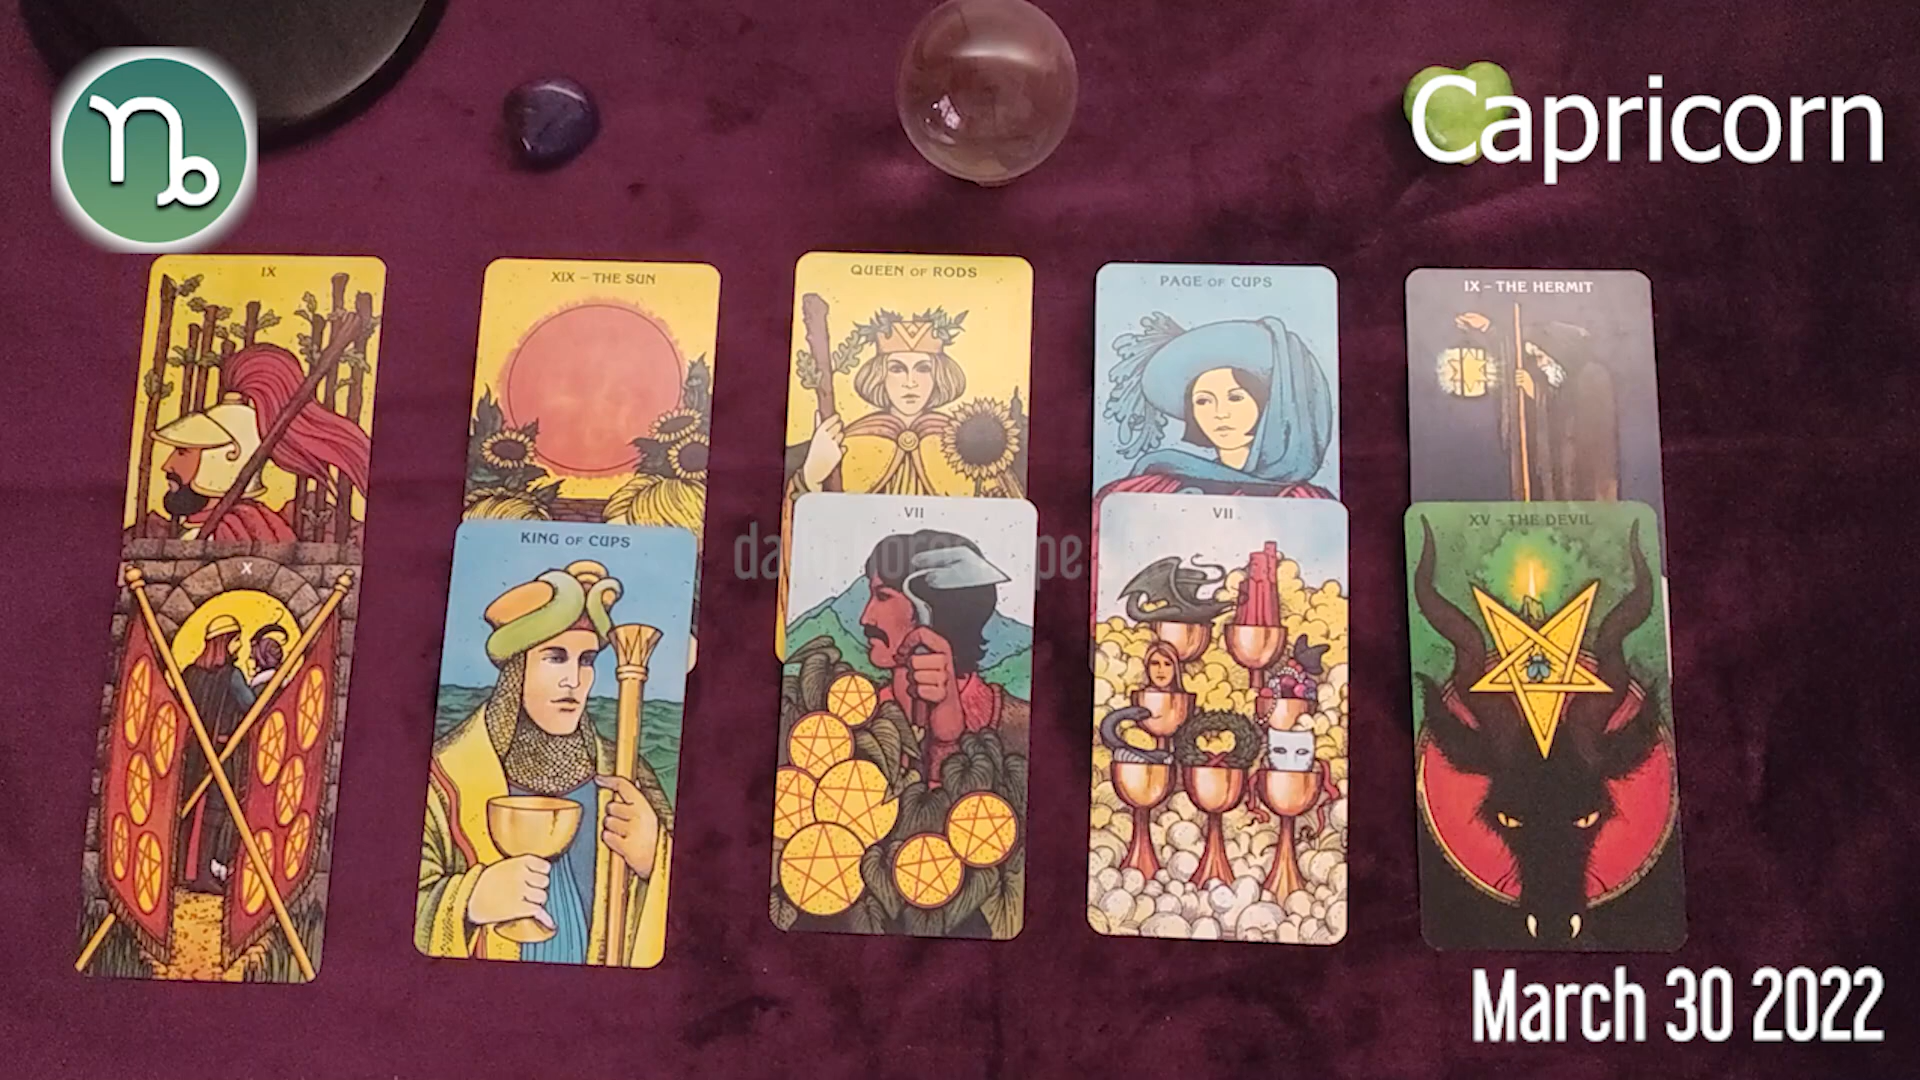 Capricorn
IX
XIX – THE SUN
QUEEN OF RODS
PAGE OF CUPS
IX – THE HERMIT
X
KING OF CUPS
VII
VII
XV – THE DEVIL
March 30 2022